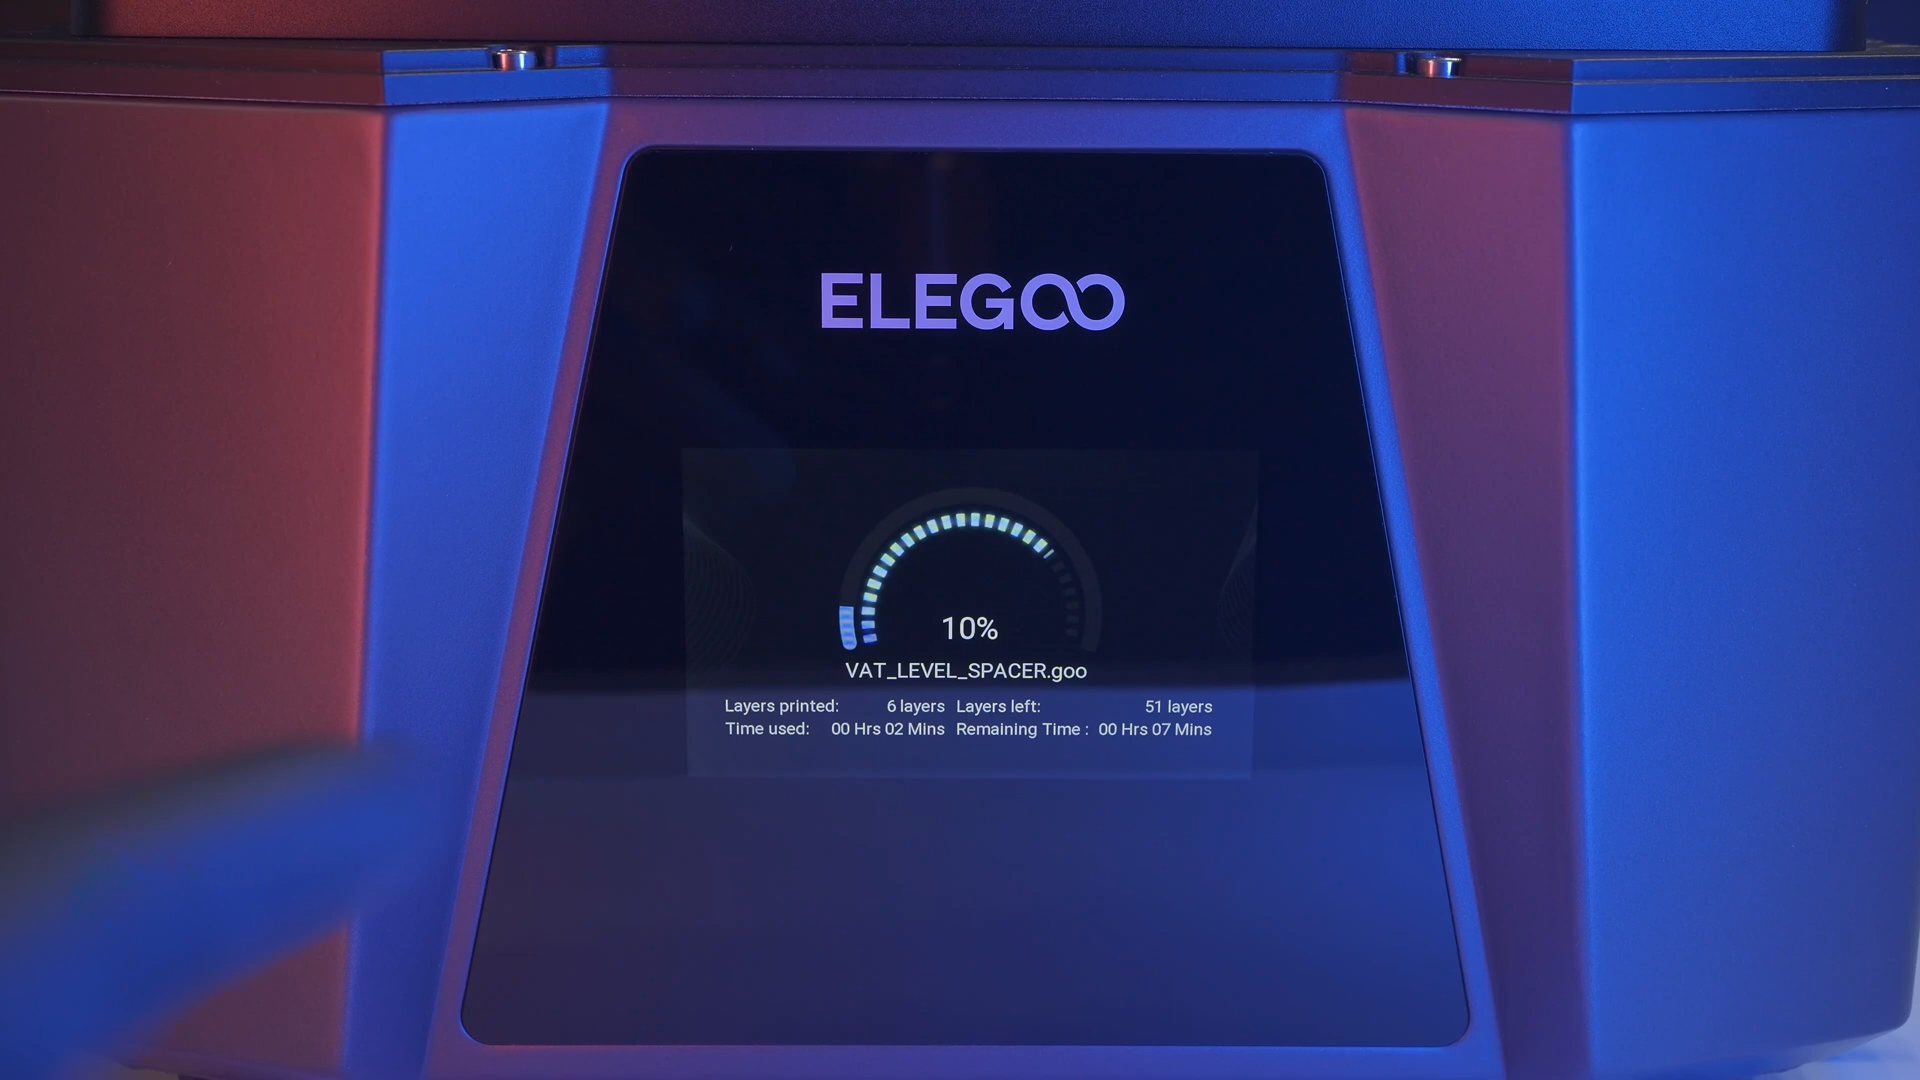 ELEGOO
10%
VAT_LEVEL_SPACER.goo
Layers printed: 6 layers Layers left: 51 layers
Time used: 00 Hrs 02 Mins Remaining Time : 00 Hrs 07 Mins